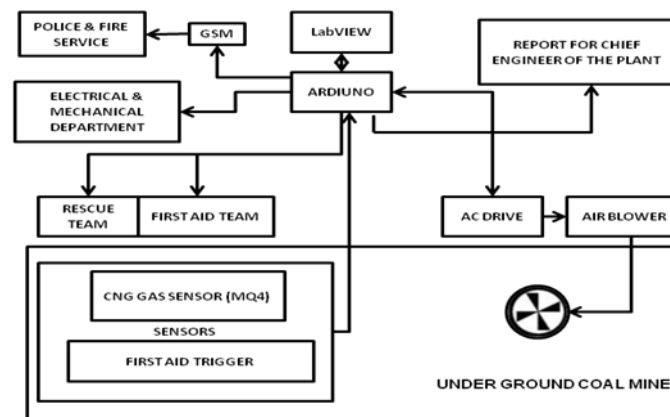 POLICE & FIRE
SERVICE
GSM
LabVIEW
REPORT FOR CHIEF
ENGINEER OF THE PLANT
ARDIUNO
ELECTRICAL &
MECHANICAL
DEPARTMENT
RESCUE
TEAM
FIRST AID TEAM
AC DRIVE
AIR BLOWER
CNG GAS SENSOR (MQ4)
SENSORS
FIRST AID TRIGGER
UNDER GROUND COAL MINE